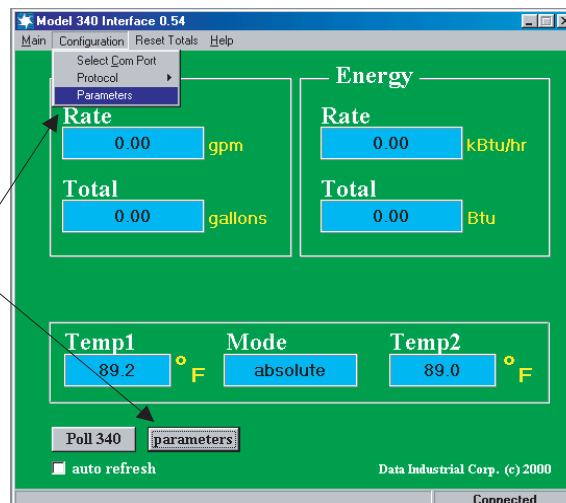 Model 340 Interface 0.54
Main Configuration Reset Totals Help
Select Com Port
Protocol
Parameters
Energy
Rate Rate
0.00 gpm 0.00 kBtu/hr
Total Total
0.00 gallons 0.00 Btu
Temp1 Mode Temp2
89.2 °F absolute 89.0 °F
Poll 340 parameters
auto refresh Data Industrial Corp. (c) 2000
Connected